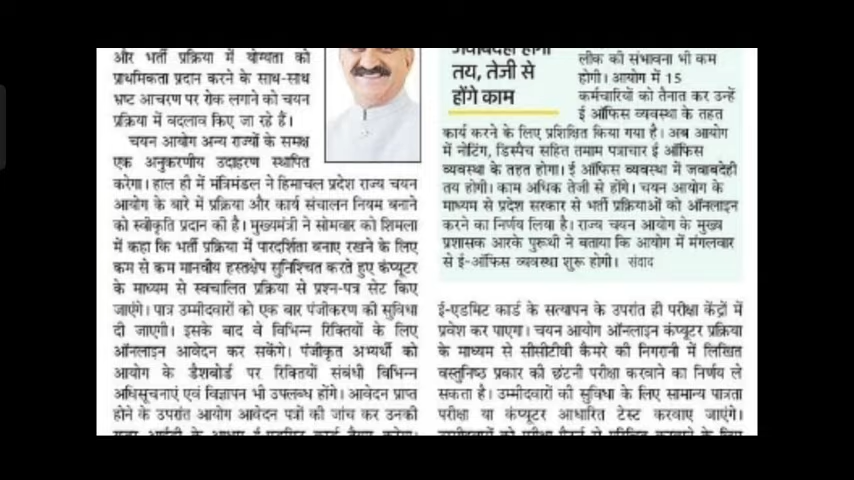 और भर्ती प्रक्रिया में योग्यता को
प्राथमिकता प्रदान करने के साथ-साथ
भ्रष्ट आचरण पर रोक लगाने को चयन
प्रक्रिया में बदलाव किए जा रहे हैं।
चयन आयोग अन्य राज्यों के समक्ष
एक अनुकरणीय उदाहरण स्थापित
करेगा। हाल ही में मंत्रिमंडल ने हिमाचल प्रदेश राज्य चयन
आयोग के बारे में प्रक्रिया और कार्य संचालन नियम बनाने
को स्वीकृति प्रदान की है। मुख्यमंत्री ने सोमवार को शिमला
में कहा कि भर्ती प्रक्रिया में पारदर्शिता बनाए रखने के लिए
कम से कम मानवीय हस्तक्षेप सुनिश्चित करते हुए कंप्यूटर
के माध्यम से स्वचालित प्रक्रिया से प्रश्न-पत्र सेट किए
जाएंगे। पात्र उम्मीदवारों को एक बार पंजीकरण की सुविधा
दी जाएगी। इसके बाद वे विभिन्न रिक्तियों के लिए
ऑनलाइन आवेदन कर सकेंगे। पंजीकृत अभ्यर्थी को
आयोग के डैशबोर्ड पर रिक्तियों संबंधी विभिन्न
अधिसूचनाएं एवं विज्ञापन भी उपलब्ध होंगे। आवेदन प्राप्त
होने के उपरांत आयोग आवेदन पत्रों की जांच कर उनकी
जवाबदेही होगी
तय, तेजी से
होंगे काम
लीक की संभावना भी कम
होगी। आयोग में 15
कर्मचारियों को तैनात कर उन्हें
ई ऑफिस व्यवस्था के तहत
कार्य करने के लिए प्रशिक्षित किया गया है। अब आयोग
में नोटिंग, डिस्पैच सहित तमाम पत्राचार ई ऑफिस
व्यवस्था के तहत होगा। ई ऑफिस व्यवस्था में जवाबदेही
तय होगी। काम अधिक तेजी से होंगे। चयन आयोग के
माध्यम से प्रदेश सरकार से भर्ती प्रक्रियाओं को ऑनलाइन
करने का निर्णय लिया है। राज्य चयन आयोग के मुख्य
प्रशासक आरके पुरूथी ने बताया कि आयोग में मंगलवार
से ई-ऑफिस व्यवस्था शुरू होगी। संवाद
ई-एडमिट कार्ड के सत्यापन के उपरांत ही परीक्षा केंद्रों में
प्रवेश कर पाएगा। चयन आयोग ऑनलाइन कंप्यूटर प्रक्रिया
के माध्यम से सीसीटीवी कैमरे की निगरानी में लिखित
वस्तुनिष्ठ प्रकार की छंटनी परीक्षा करवाने का निर्णय ले
सकता है। उम्मीदवारों की सुविधा के लिए सामान्य पात्रता
परीक्षा या कंप्यूटर आधारित टेस्ट करवाए जाएंगे।